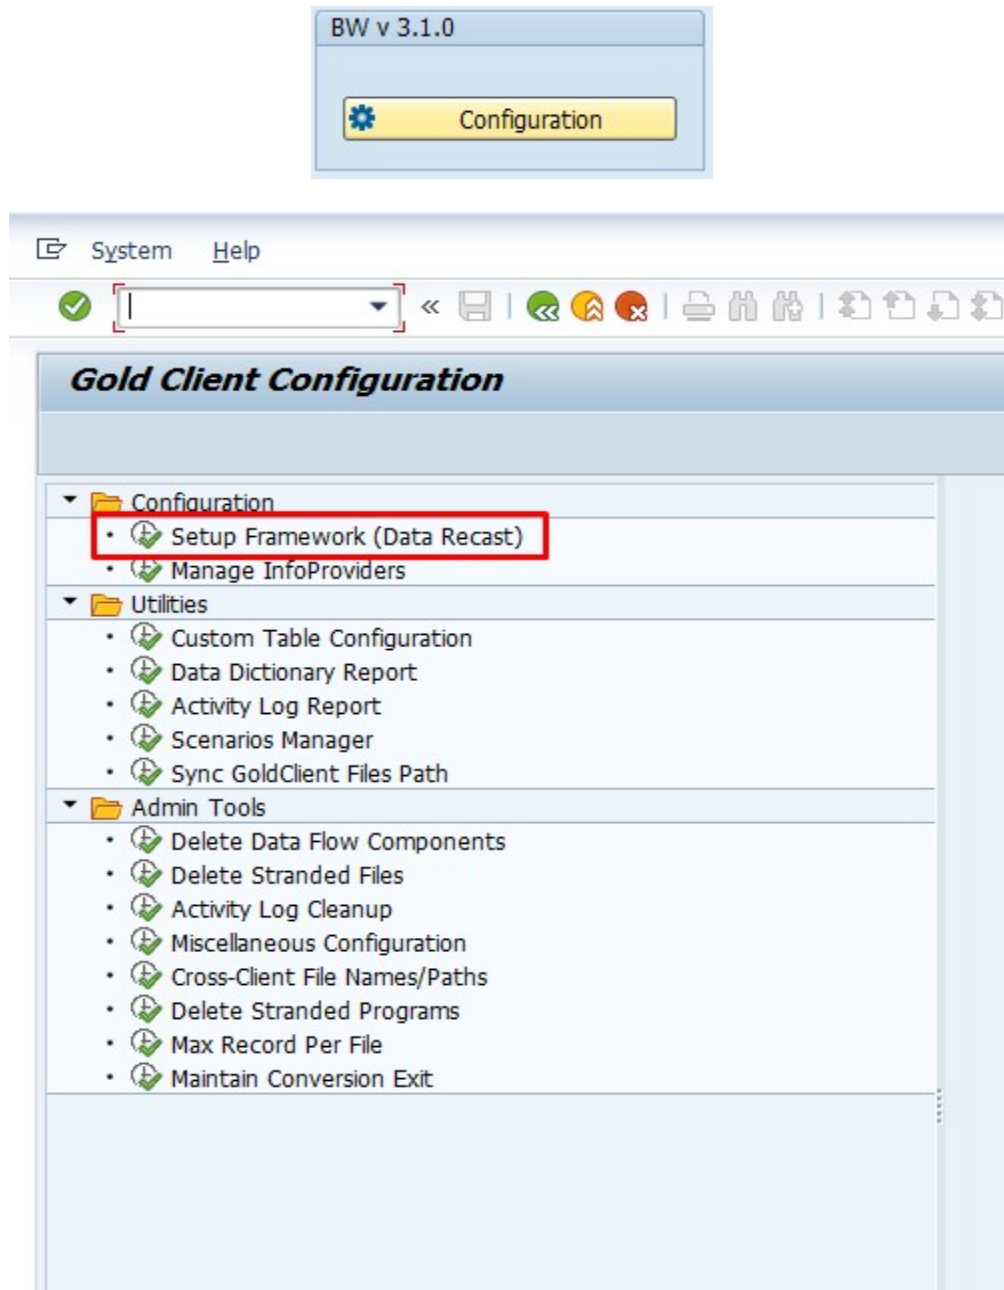 BW v 3.1.0
Configuration
System Help
Gold Client Configuration
Configuration
Setup Framework (Data Recast)
Manage InfoProviders
Utilities
Custom Table Configuration
Data Dictionary Report
Activity Log Report
Scenarios Manager
Sync GoldClient Files Path
Admin Tools
Delete Data Flow Components
Delete Stranded Files
Activity Log Cleanup
Miscellaneous Configuration
Cross-Client File Names/Paths
Delete Stranded Programs
Max Record Per File
Maintain Conversion Exit